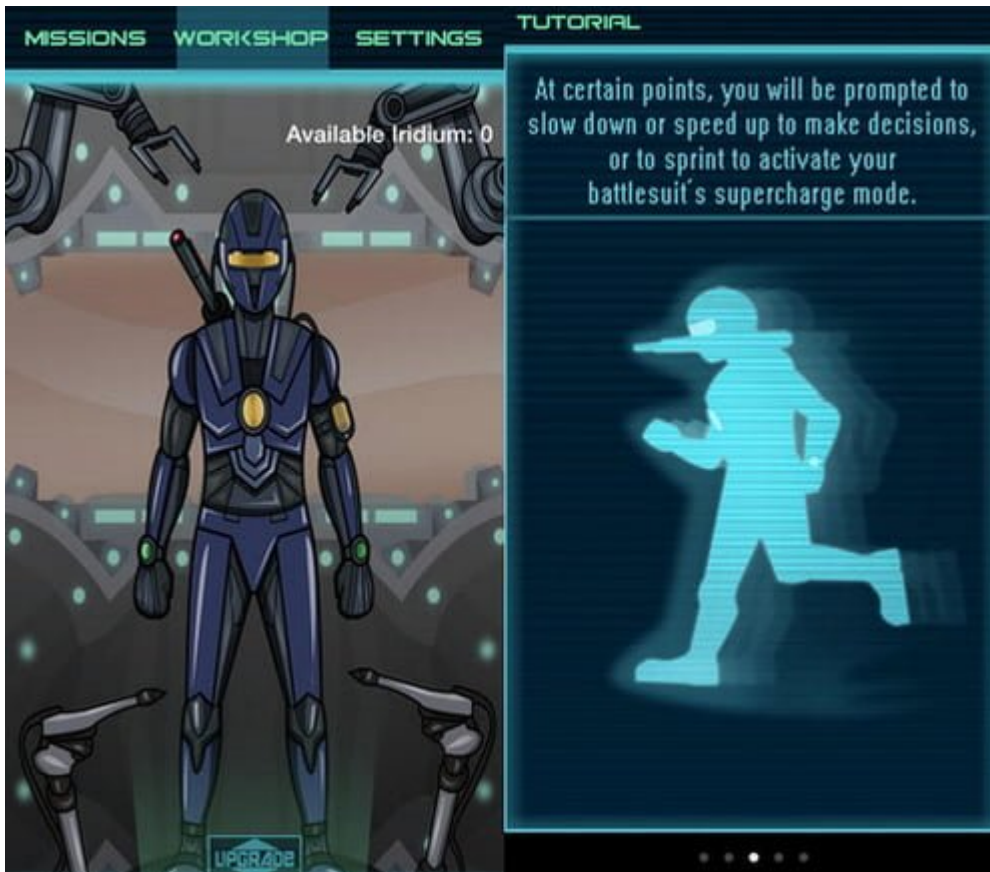 MISSIONS WORKSHOP SETTINGS
Available Iridium: 0
UPGRADE
TUTORIAL
At certain points, you will be prompted to
slow down or speed up to make decisions,
or to sprint to activate your
battlesuit's supercharge mode.